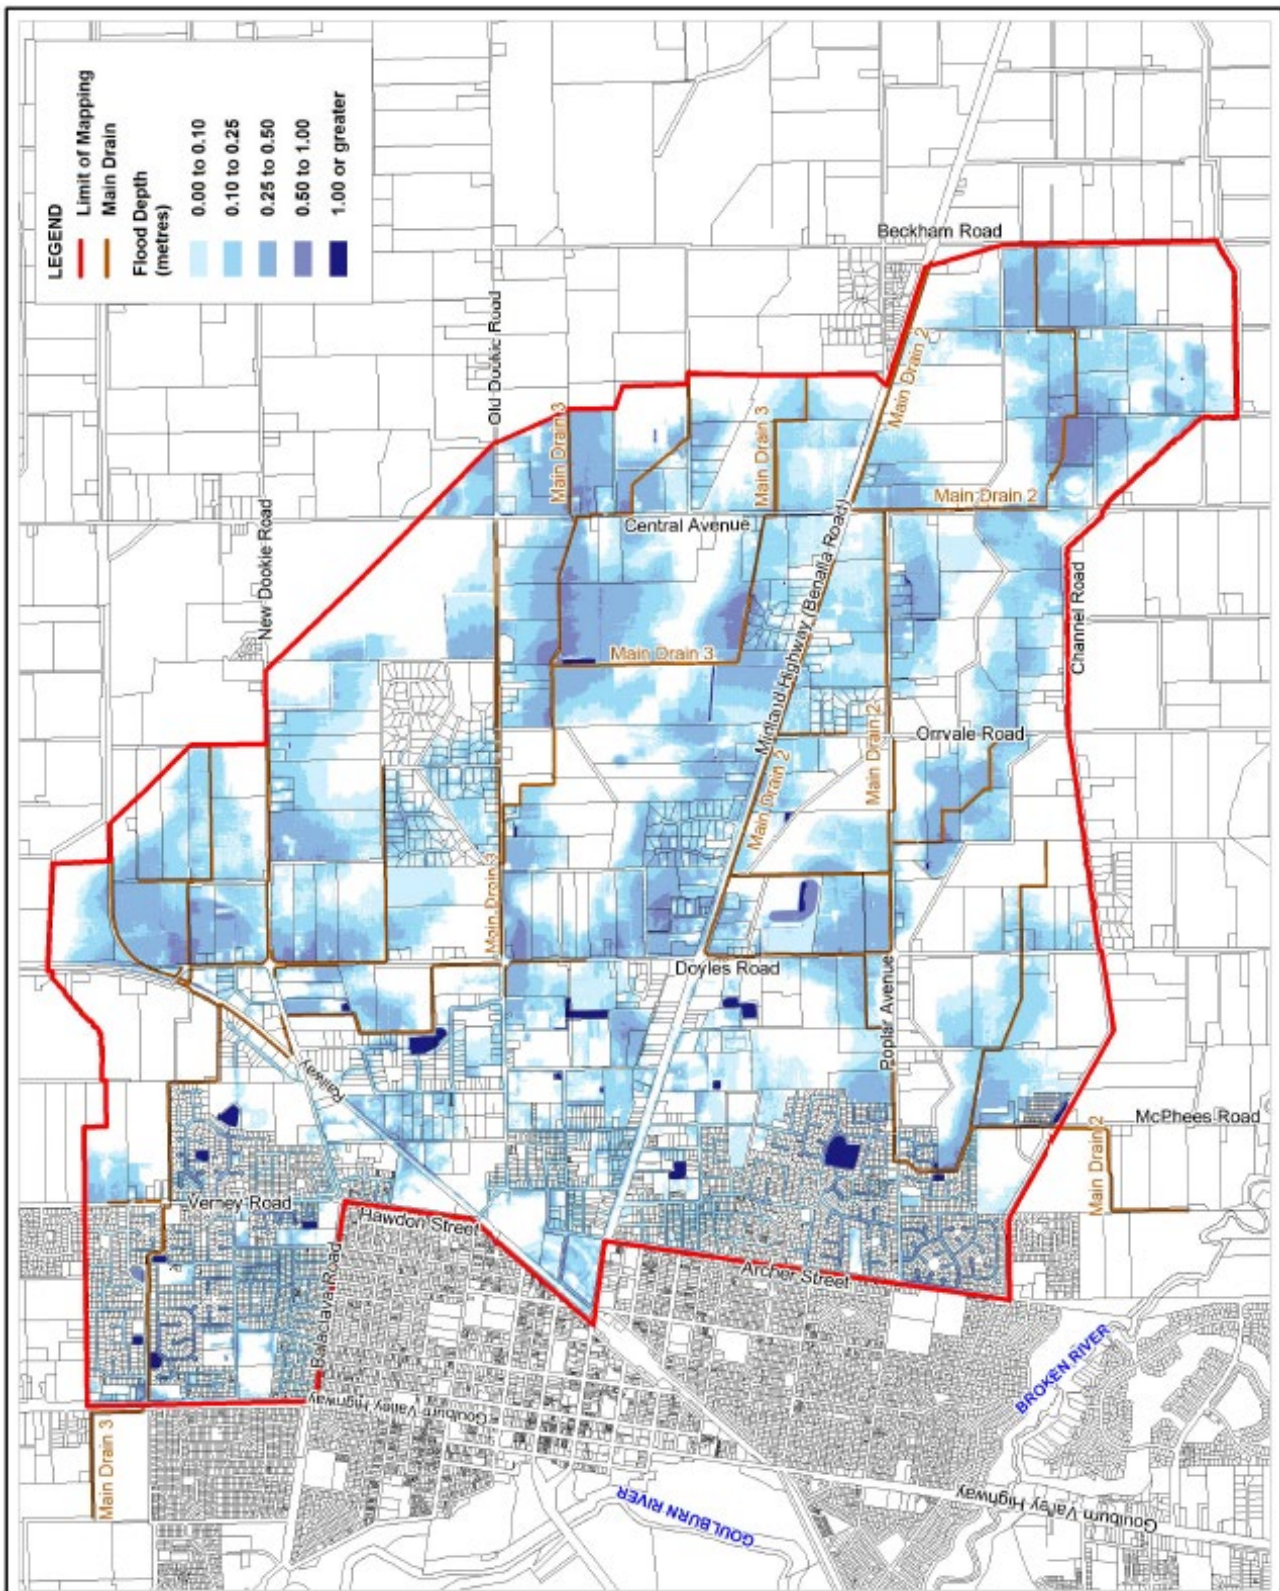 LEGEND
Limit of Mapping
Main Drain
Flood Depth
(metres)
0.00 to 0.10
0.10 to 0.25
0.25 to 0.50
0.50 to 1.00
1.00 or greater
Beckham Road
Old Dookie Road
Main Drain 2
Main Drain 3
Main Drain 3
New Dookie Road
Main Drain 2
Central Avenue
Midland Highway (Benalla Road)
Channel Road
Main Drain 3
Orrvale Road
Main Drain 2
Main Drain 2
Main Drain 3
Doyles Road
Poplar Avenue
Railway
McPhees Road
Main Drain 2
Verney Road
Hawdon Street
Archer Street
Balaclava Road
BROKEN RIVER
Goulburn Valley Highway
Main Drain 3
GOULBURN RIVER
Goulburn Valley Highway